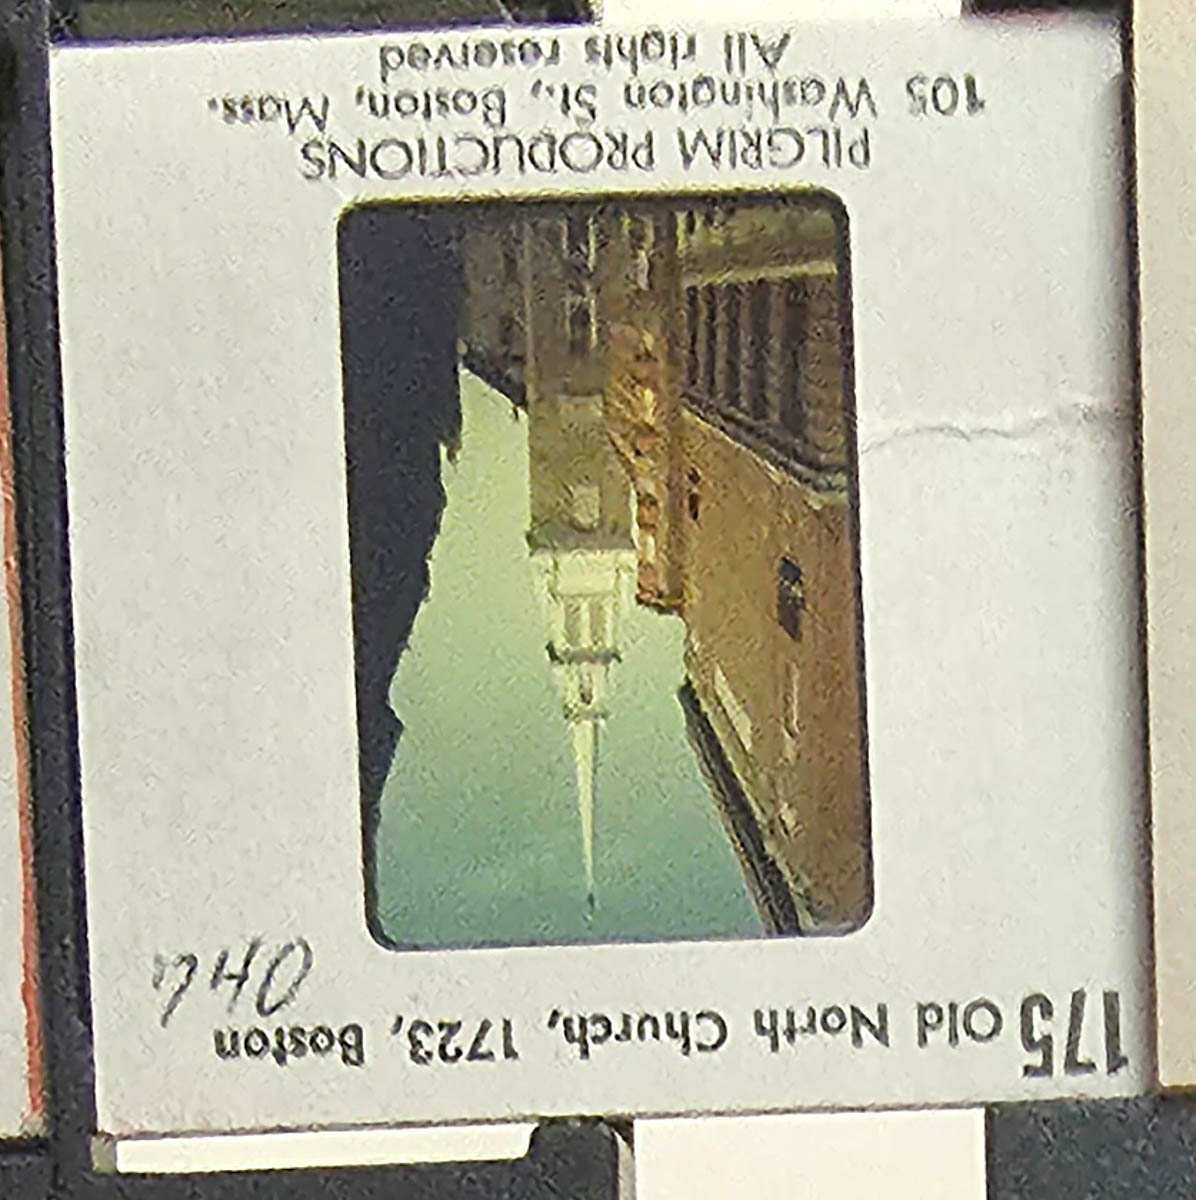 175 Old North Church, 1723, Boston
PILGRIM PRODUCTIONS
105 Washington St., Boston, Mass.
All rights reserved